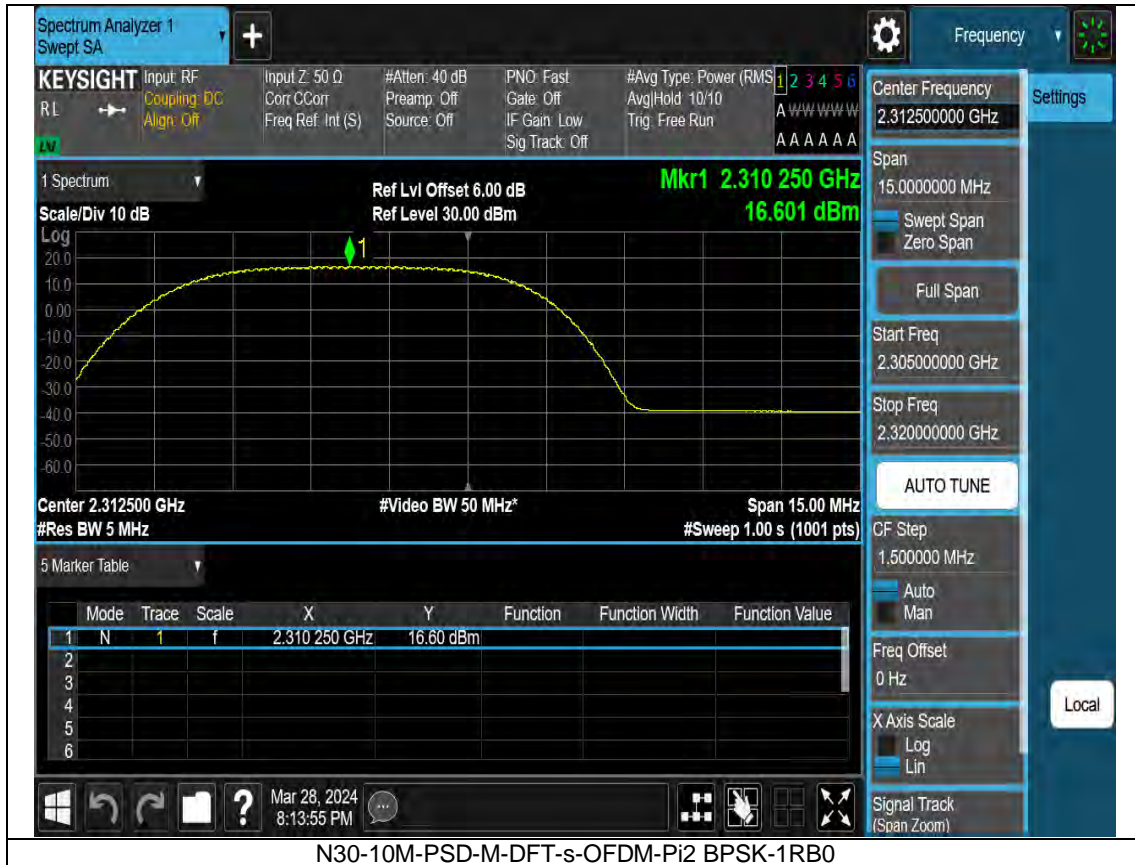 Spectrum Analyzer 1
Swept SA
+
Frequency
KEYSIGHT
RL
Input: RF
Coupling: DC
Align: Off
Input Z: 50 Ω
Corr CCorr
Freq Ref: Int (S)
#Atten: 40 dB
Preamp: Off
Source: Off
PNO: Fast
Gate: Off
IF Gain: Low
Sig Track: Off
#Avg Type: Power (RMS
Avg|Hold: 10/10
Trig: Free Run
1 2 3 4 5 6
A W W W W W
A A A A A A
1 Spectrum
Scale/Div 10 dB
Ref Lvl Offset 6.00 dB
Ref Level 30.00 dBm
Mkr1 2.310 250 GHz
16.601 dBm
Log
1
20.0
10.0
0.00
-10.0
-20.0
-30.0
-40.0
-50.0
-60.0
Center 2.312500 GHz
#Video BW 50 MHz*
Span 15.00 MHz
#Res BW 5 MHz
#Sweep 1.00 s (1001 pts)
5 Marker Table
Mode Trace Scale X Y Function Function Width Function Value
1 N 1 f 2.310 250 GHz 16.60 dBm
2
3
4
5
6
?
Mar 28, 2024
8:13:55 PM
Center Frequency
2.312500000 GHz
Settings
Span
15.0000000 MHz
Swept Span
Zero Span
Full Span
Start Freq
2.305000000 GHz
Stop Freq
2.320000000 GHz
AUTO TUNE
CF Step
1.500000 MHz
Auto
Man
Freq Offset
0 Hz
X Axis Scale
Log
Lin
Local
Signal Track
(Span Zoom)
N30-10M-PSD-M-DFT-s-OFDM-Pi2 BPSK-1RB0